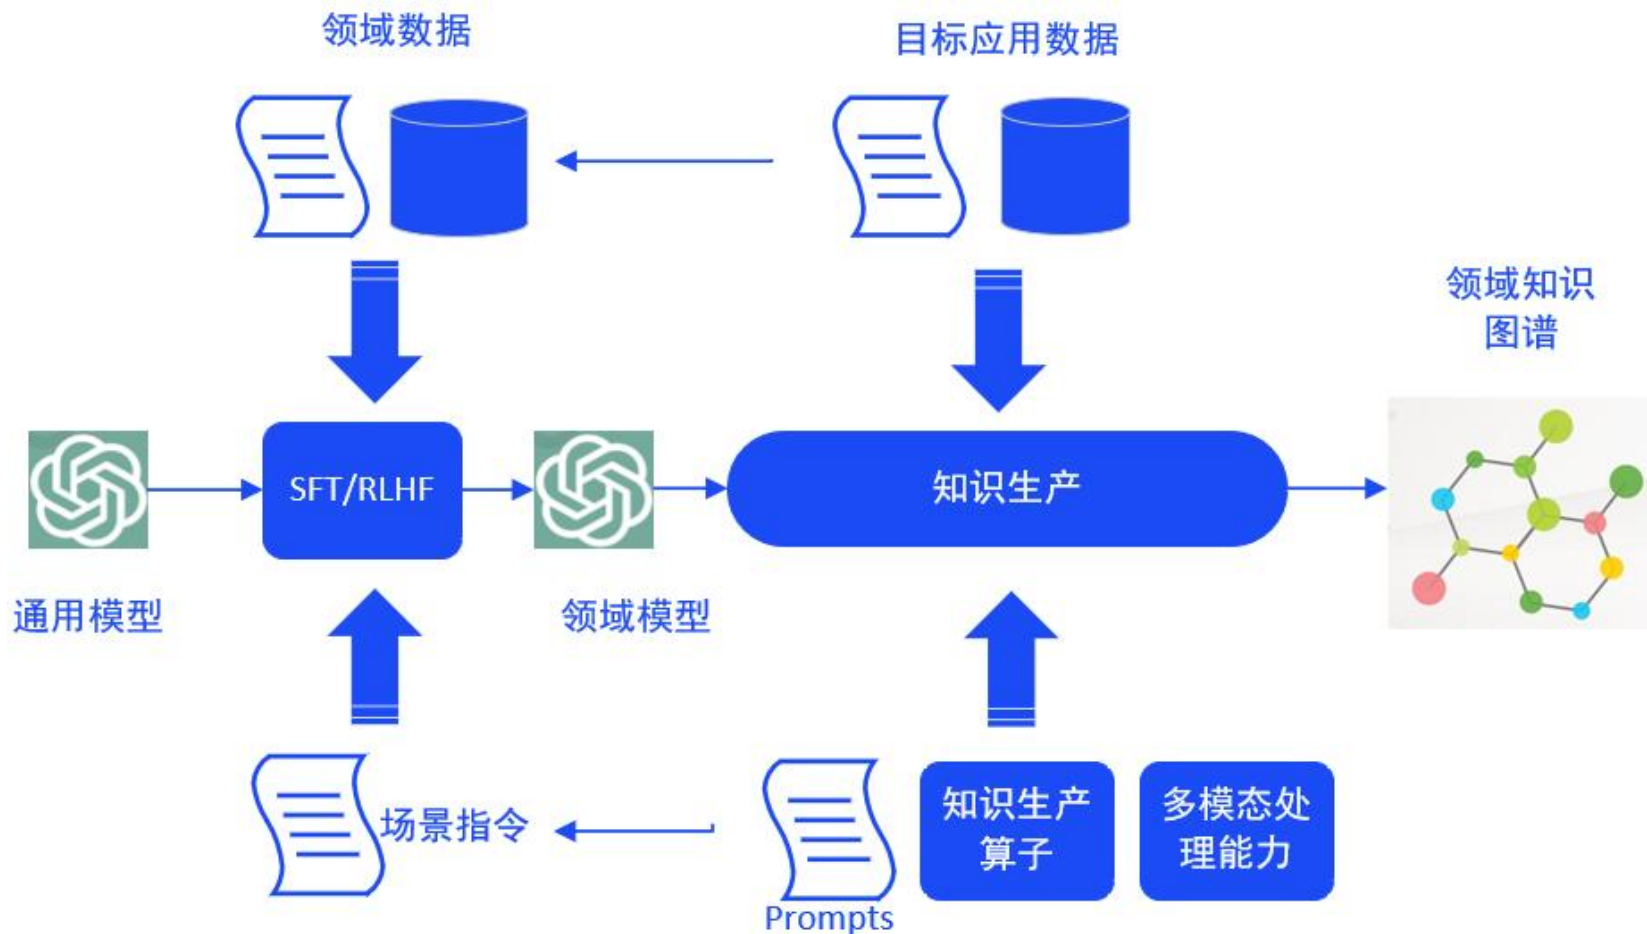 领域数据
目标应用数据
领域知识
图谱
SFT/RLHF
知识生产
通用模型
领域模型
场景指令
知识生产
算子
多模态处
理能力
Prompts